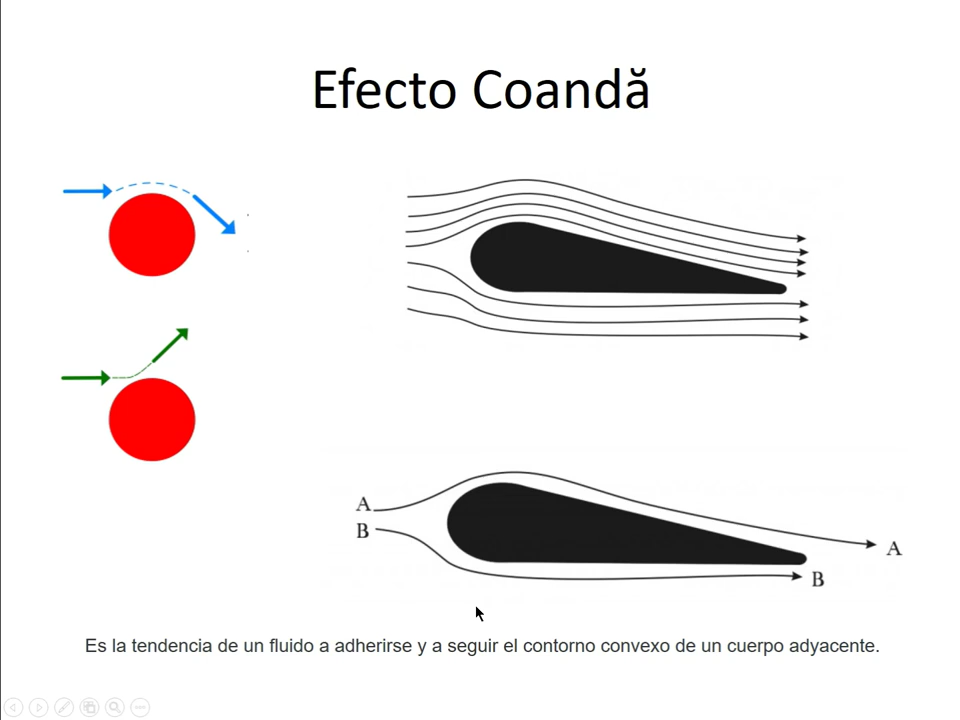 Efecto Coandă
A
B
A
B
Es la tendencia de un fluido a adherirse y a seguir el contorno convexo de un cuerpo adyacente.